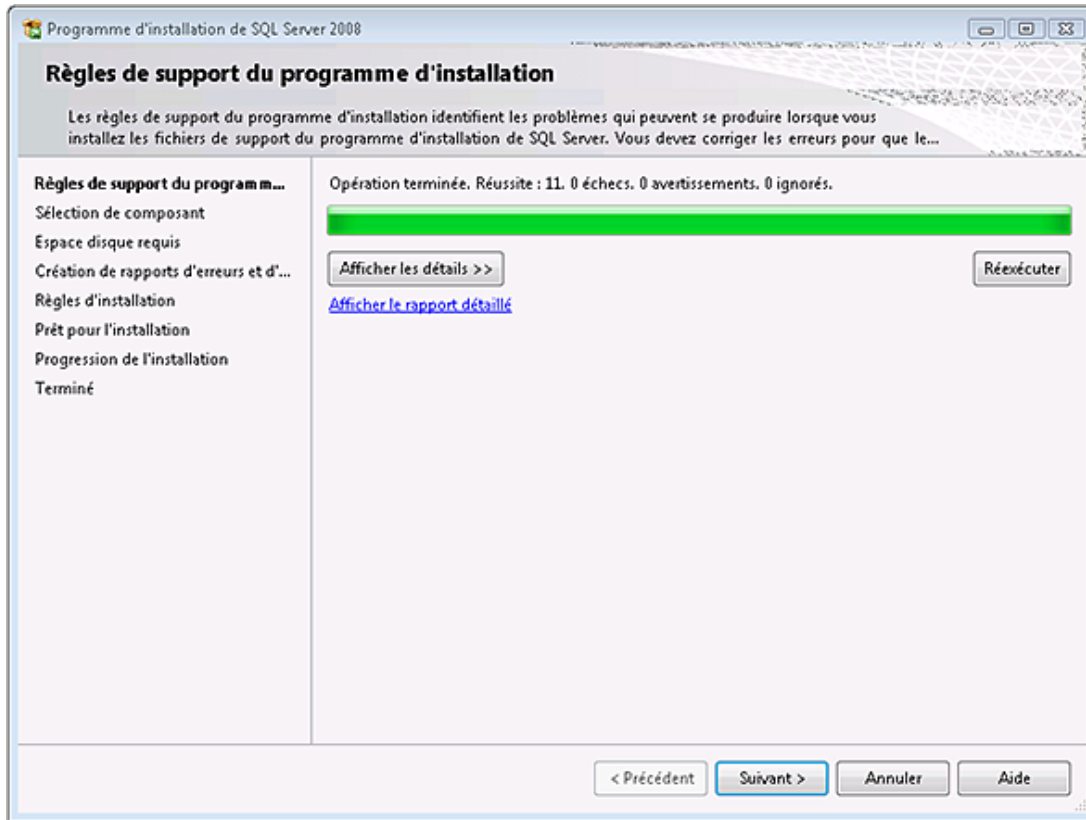 Programme d'installation de SQL Server 2008
Règles de support du programme d'installation
Les règles de support du programme d'installation identifient les problèmes qui peuvent se produire lorsque vous
installez les fichiers de support du programme d'installation de SQL Server. Vous devez corriger les erreurs pour que le...
Règles de support du programm...
Sélection de composant
Espace disque requis
Création de rapports d'erreurs et d'...
Règles d'installation
Prêt pour l'installation
Progression de l'installation
Terminé
Opération terminée. Réussite : 11. 0 échecs. 0 avertissements. 0 ignorés.
Afficher les détails >>
Réexécuter
Afficher le rapport détaillé
< Précédent
Suivant >
Annuler
Aide